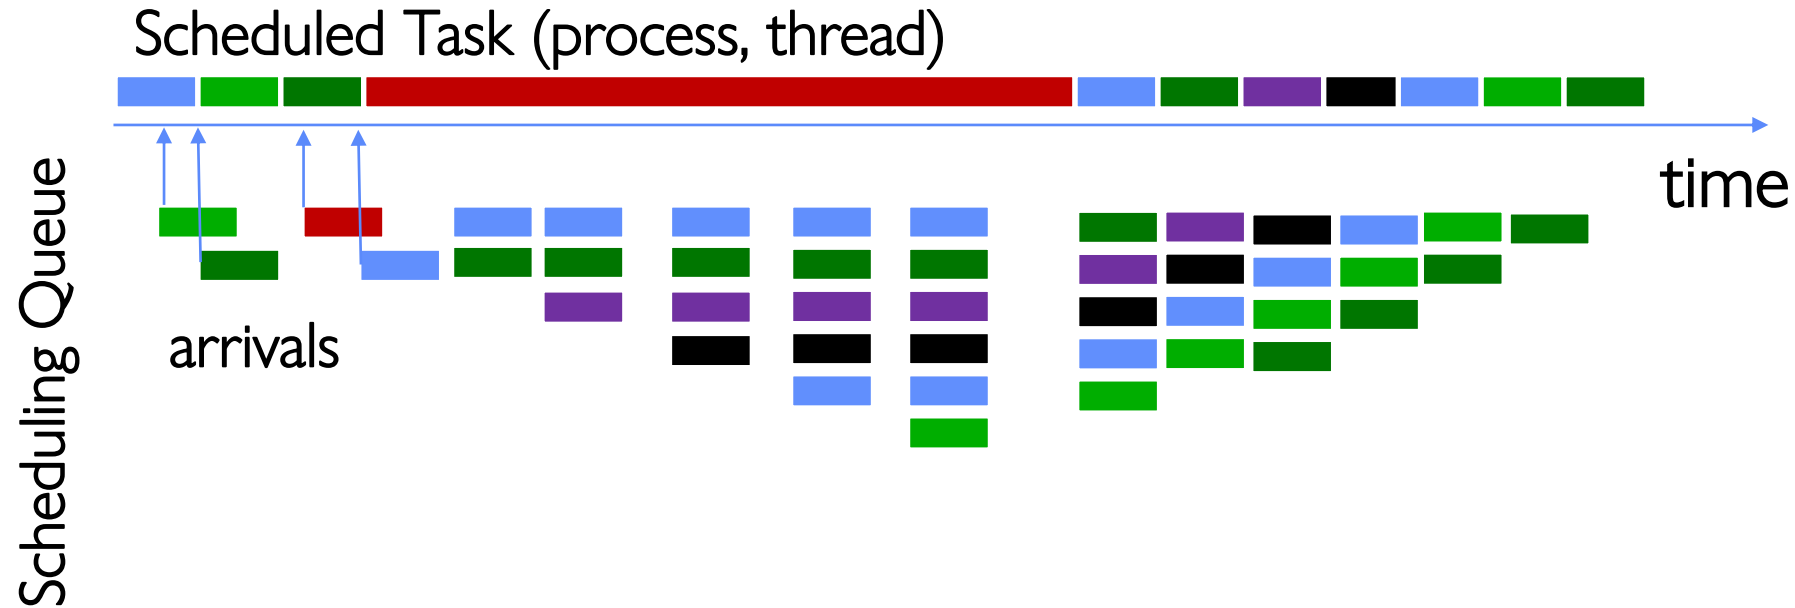 Scheduled Task (process, thread)
time
Scheduling Queue
arrivals